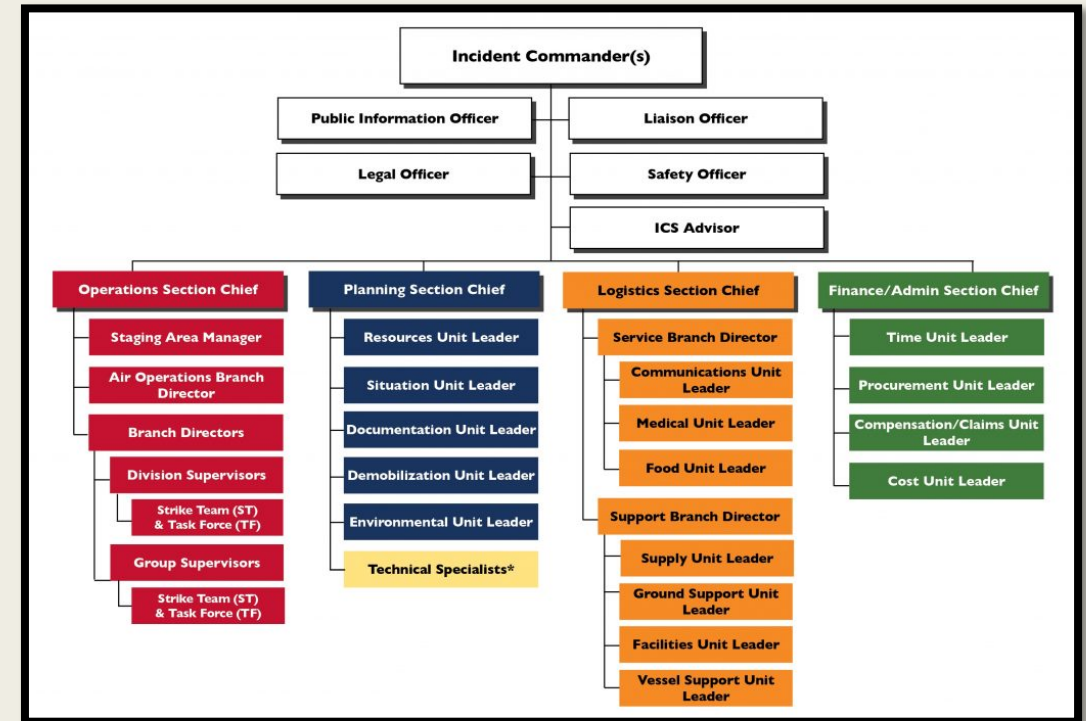 Incident Commander(s)
Public Information Officer
Liaison Officer
Legal Officer
Safety Officer
ICS Advisor
Operations Section Chief
Staging Area Manager
Air Operations Branch
Director
Branch Directors
Division Supervisors
Strike Team (ST)
& Task Force (TF)
Group Supervisors
Strike Team (ST)
& Task Force (TF)
Planning Section Chief
Resources Unit Leader
Situation Unit Leader
Documentation Unit Leader
Demobilization Unit Leader
Environmental Unit Leader
Technical Specialists*
Logistics Section Chief
Service Branch Director
Communications Unit
Leader
Medical Unit Leader
Food Unit Leader
Support Branch Director
Supply Unit Leader
Ground Support Unit
Leader
Facilities Unit Leader
Vessel Support Unit
Leader
Finance/Admin Section Chief
Time Unit Leader
Procurement Unit Leader
Compensation/Claims Unit
Leader
Cost Unit Leader